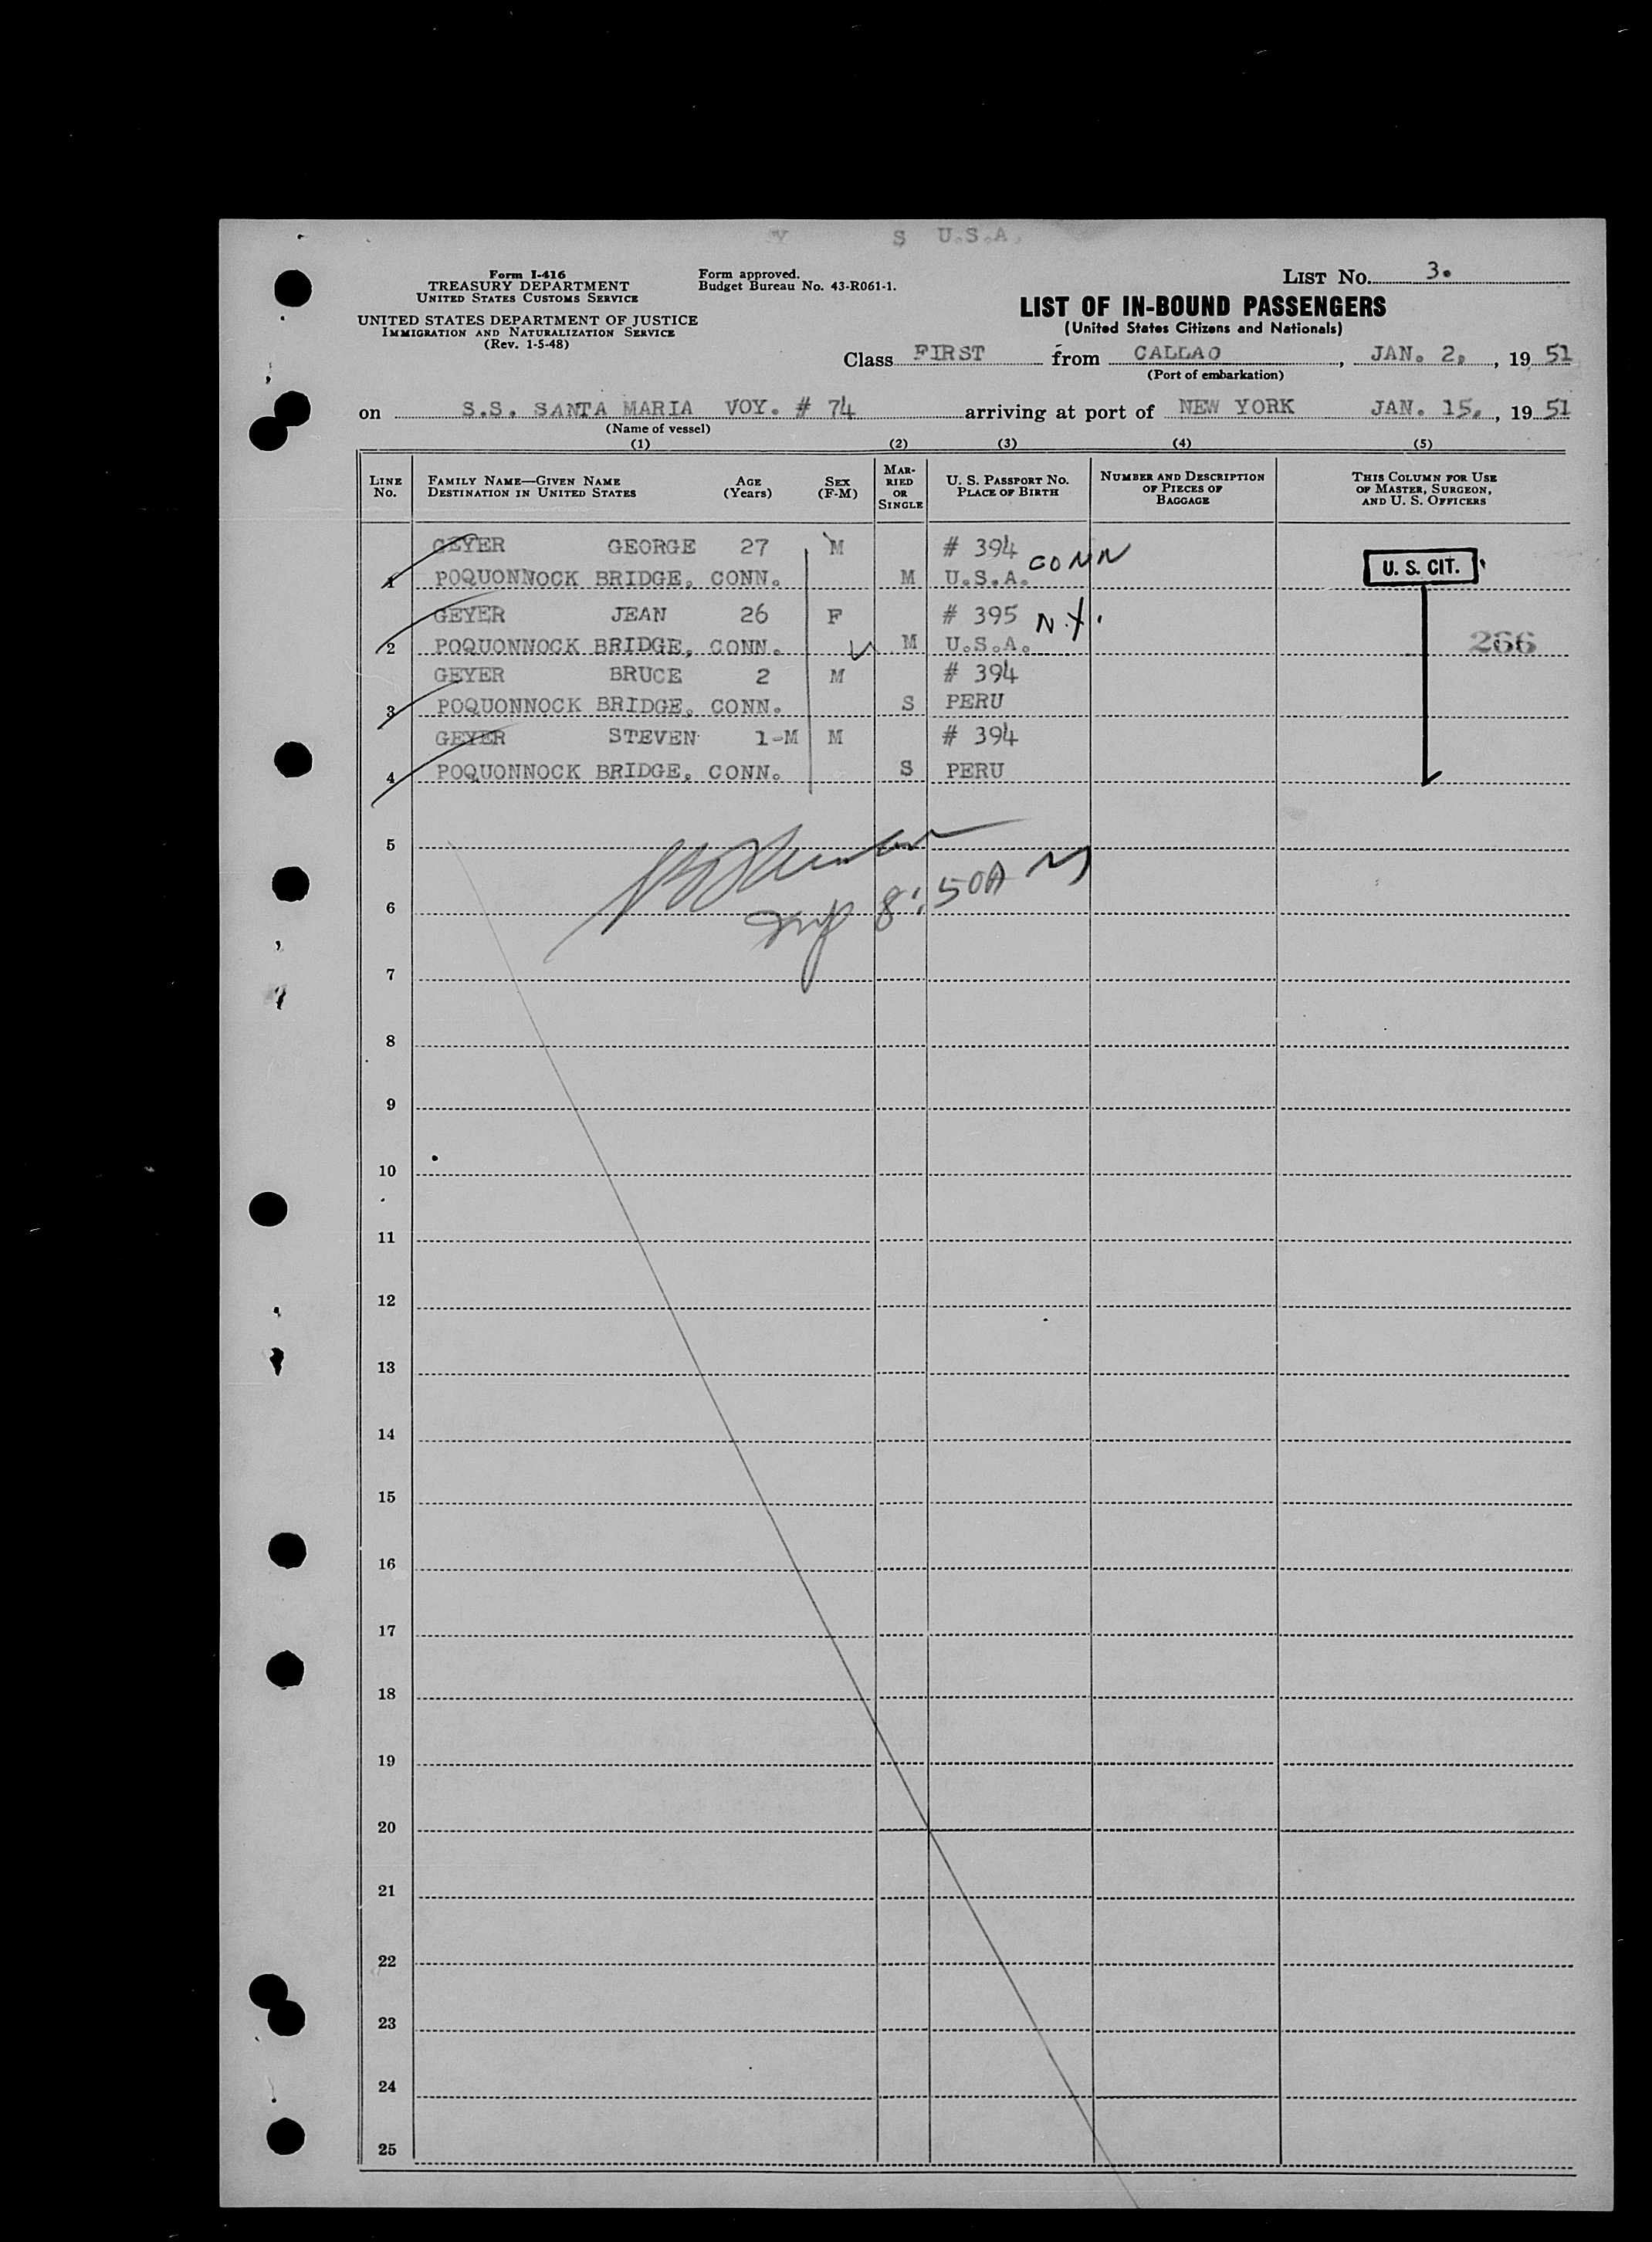 Y S U.S.A.
Form I-416
TREASURY DEPARTMENT
UNITED STATES CUSTOMS SERVICE
UNITED STATES DEPARTMENT OF JUSTICE
IMMIGRATION AND NATURALIZATION SERVICE
(Rev. 1-5-48)
Form approved.
Budget Bureau No. 43-R061-1.
LIST NO. 3.
LIST OF IN-BOUND PASSENGERS
(United States Citizens and Nationals)
Class FIRST from CALLAO, JAN. 2., 19 51
(Port of embarkation)
on S.S. SANTA MARIA VOY. # 74 arriving at port of NEW YORK JAN. 15., 19 51
(Name of vessel)
(1) (2) (3) (4) (5)
LINE NO.
FAMILY NAME—GIVEN NAME
DESTINATION IN UNITED STATES
AGE (Years)
SEX (F-M)
MARRIED OR SINGLE
U. S. PASSPORT NO.
PLACE OF BIRTH
NUMBER AND DESCRIPTION OF PIECES OF BAGGAGE
THIS COLUMN FOR USE OF MASTER, SURGEON, AND U. S. OFFICERS
GEYER GEORGE 27 M # 394 CONN
1 POQUONNOCK BRIDGE, CONN. M U.S.A. U. S. CIT.
GEYER JEAN 26 F # 395 N.Y.
2 POQUONNOCK BRIDGE, CONN. M U.S.A. 266
GEYER BRUCE 2 M # 394
3 POQUONNOCK BRIDGE, CONN. S PERU
GEYER STEVEN 1-M M # 394
4 POQUONNOCK BRIDGE, CONN. S PERU
5
6 8:50 A M
7
8
9
10
11
12
13
14
15
16
17
18
19
20
21
22
23
24
25